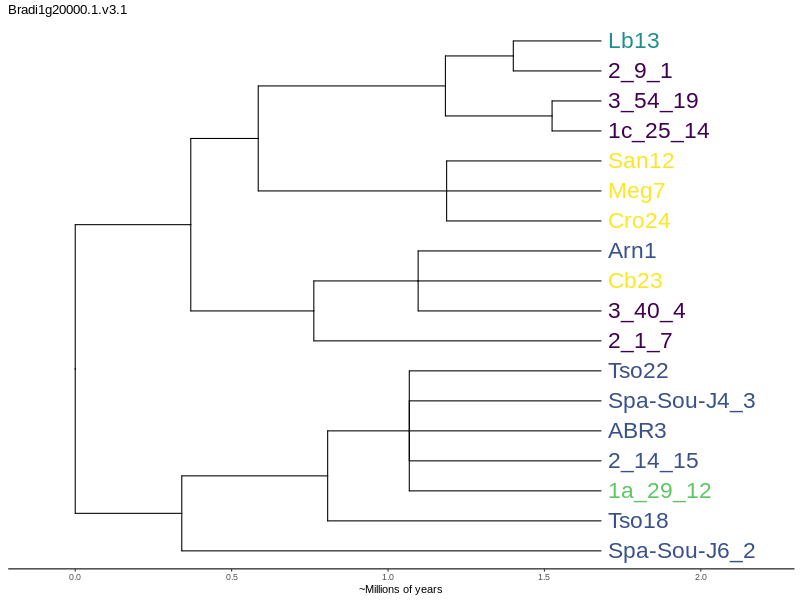 Bradi1g20000.1.v3.1
Lb13
2_9_1
3_54_19
1c_25_14
San12
Meg7
Cro24
Arn1
Cb23
3_40_4
2_1_7
Tso22
Spa-Sou-J4_3
ABR3
2_14_15
1a_29_12
Tso18
Spa-Sou-J6_2
0.0 0.5 1.0 1.5 2.0
~Millions of years